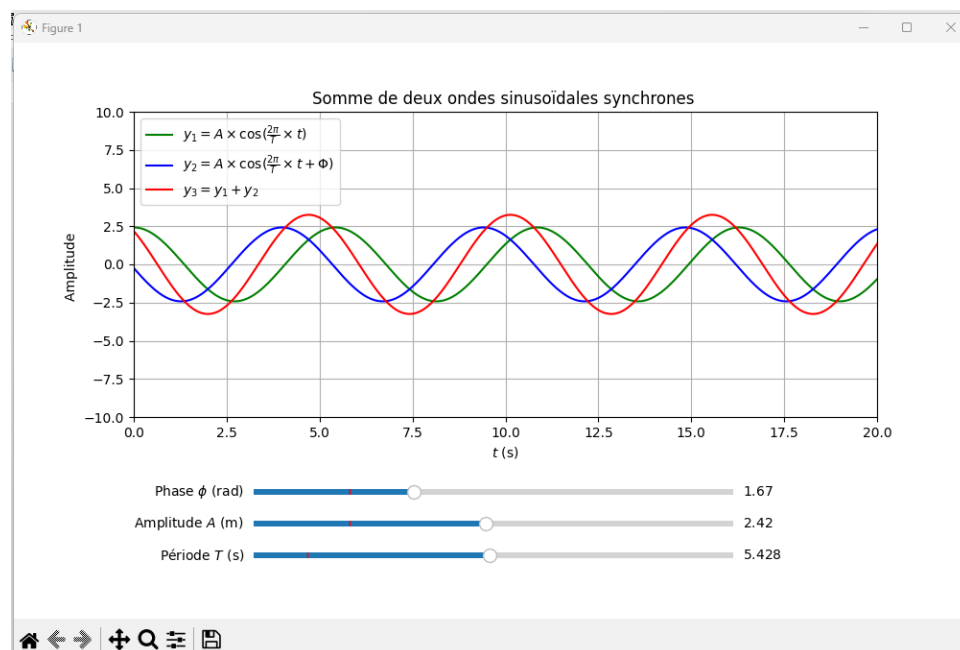 Figure 1
Somme de deux ondes sinusoïdales synchrones
10.0
7.5
5.0
2.5
0.0
−2.5
−5.0
−7.5
−10.0
Amplitude
y₁ = A × cos(2π/T × t)
y₂ = A × cos(2π/T × t + Φ)
y₃ = y₁ + y₂
0.0 2.5 5.0 7.5 10.0 12.5 15.0 17.5 20.0
t (s)
Phase ϕ (rad) 1.67
Amplitude A (m) 2.42
Période T (s) 5.428